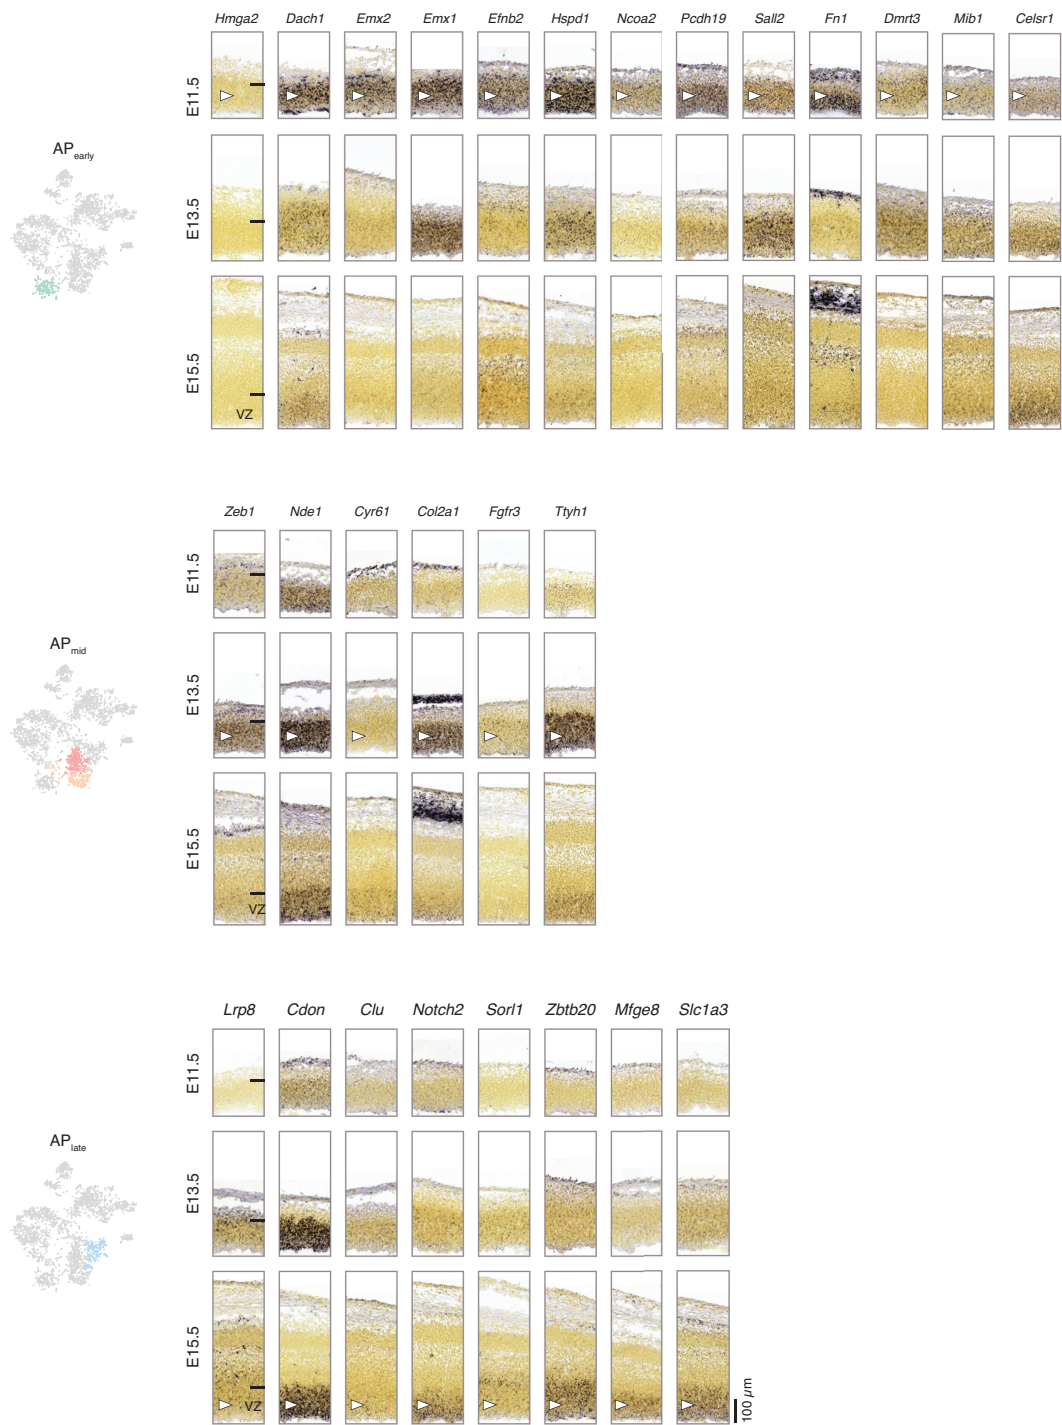 Hmga2 Dach1 Emx2 Emx1 Efnb2 Hspd1 Ncoa2 Pcdh19 Sall2 Fn1 Dmrt3 Mib1 Celsr1
E11.5
AP early
E13.5
E15.5
VZ
Zeb1 Nde1 Cyr61 Col2a1 Fgfr3 Ttyh1
E11.5
AP mid
E13.5
E15.5
VZ
Lrp8 Cdon Clu Notch2 Sorl1 Zbtb20 Mfge8 Slc1a3
E11.5
AP late
E13.5
E15.5
VZ
100 µm